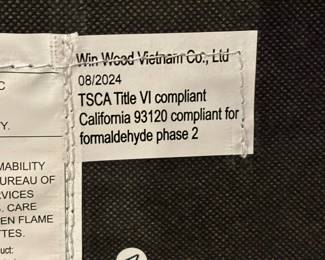 Win Wood Vietnam Co., Ltd
08/2024
TSCA Title VI compliant
California 93120 compliant for
formaldehyde phase 2
C
Y.
MABILITY
UREAU OF
VICES
. CARE
EN FLAME
TTES.
uct: